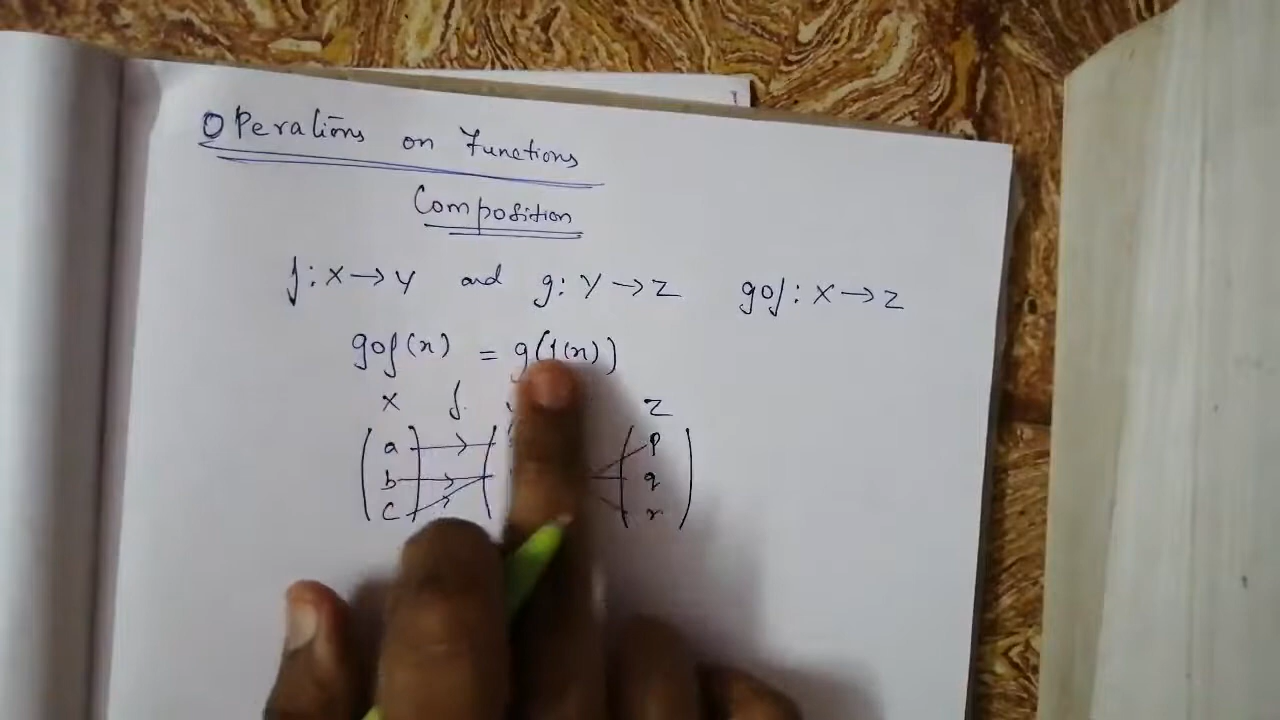 Operations on Functions
Composition
f : X → Y and g : Y → Z gof : X → Z
gof(x) = g(f(x))
X f Z
a p
b q
c r